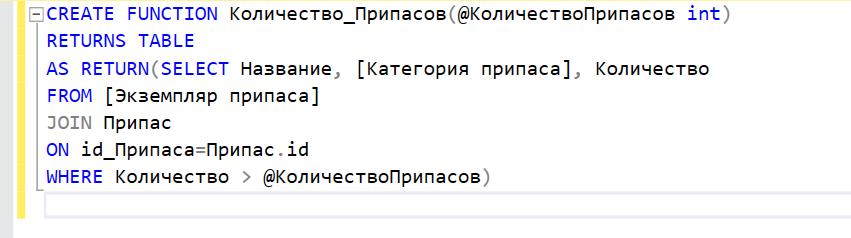 CREATE FUNCTION Количество_Припасов(@КоличествоПрипасов int)
RETURNS TABLE
AS RETURN(SELECT Название, [Категория припаса], Количество
FROM [Экземпляр припаса]
JOIN Припас
ON id_Припаса=Припас.id
WHERE Количество > @КоличествоПрипасов)